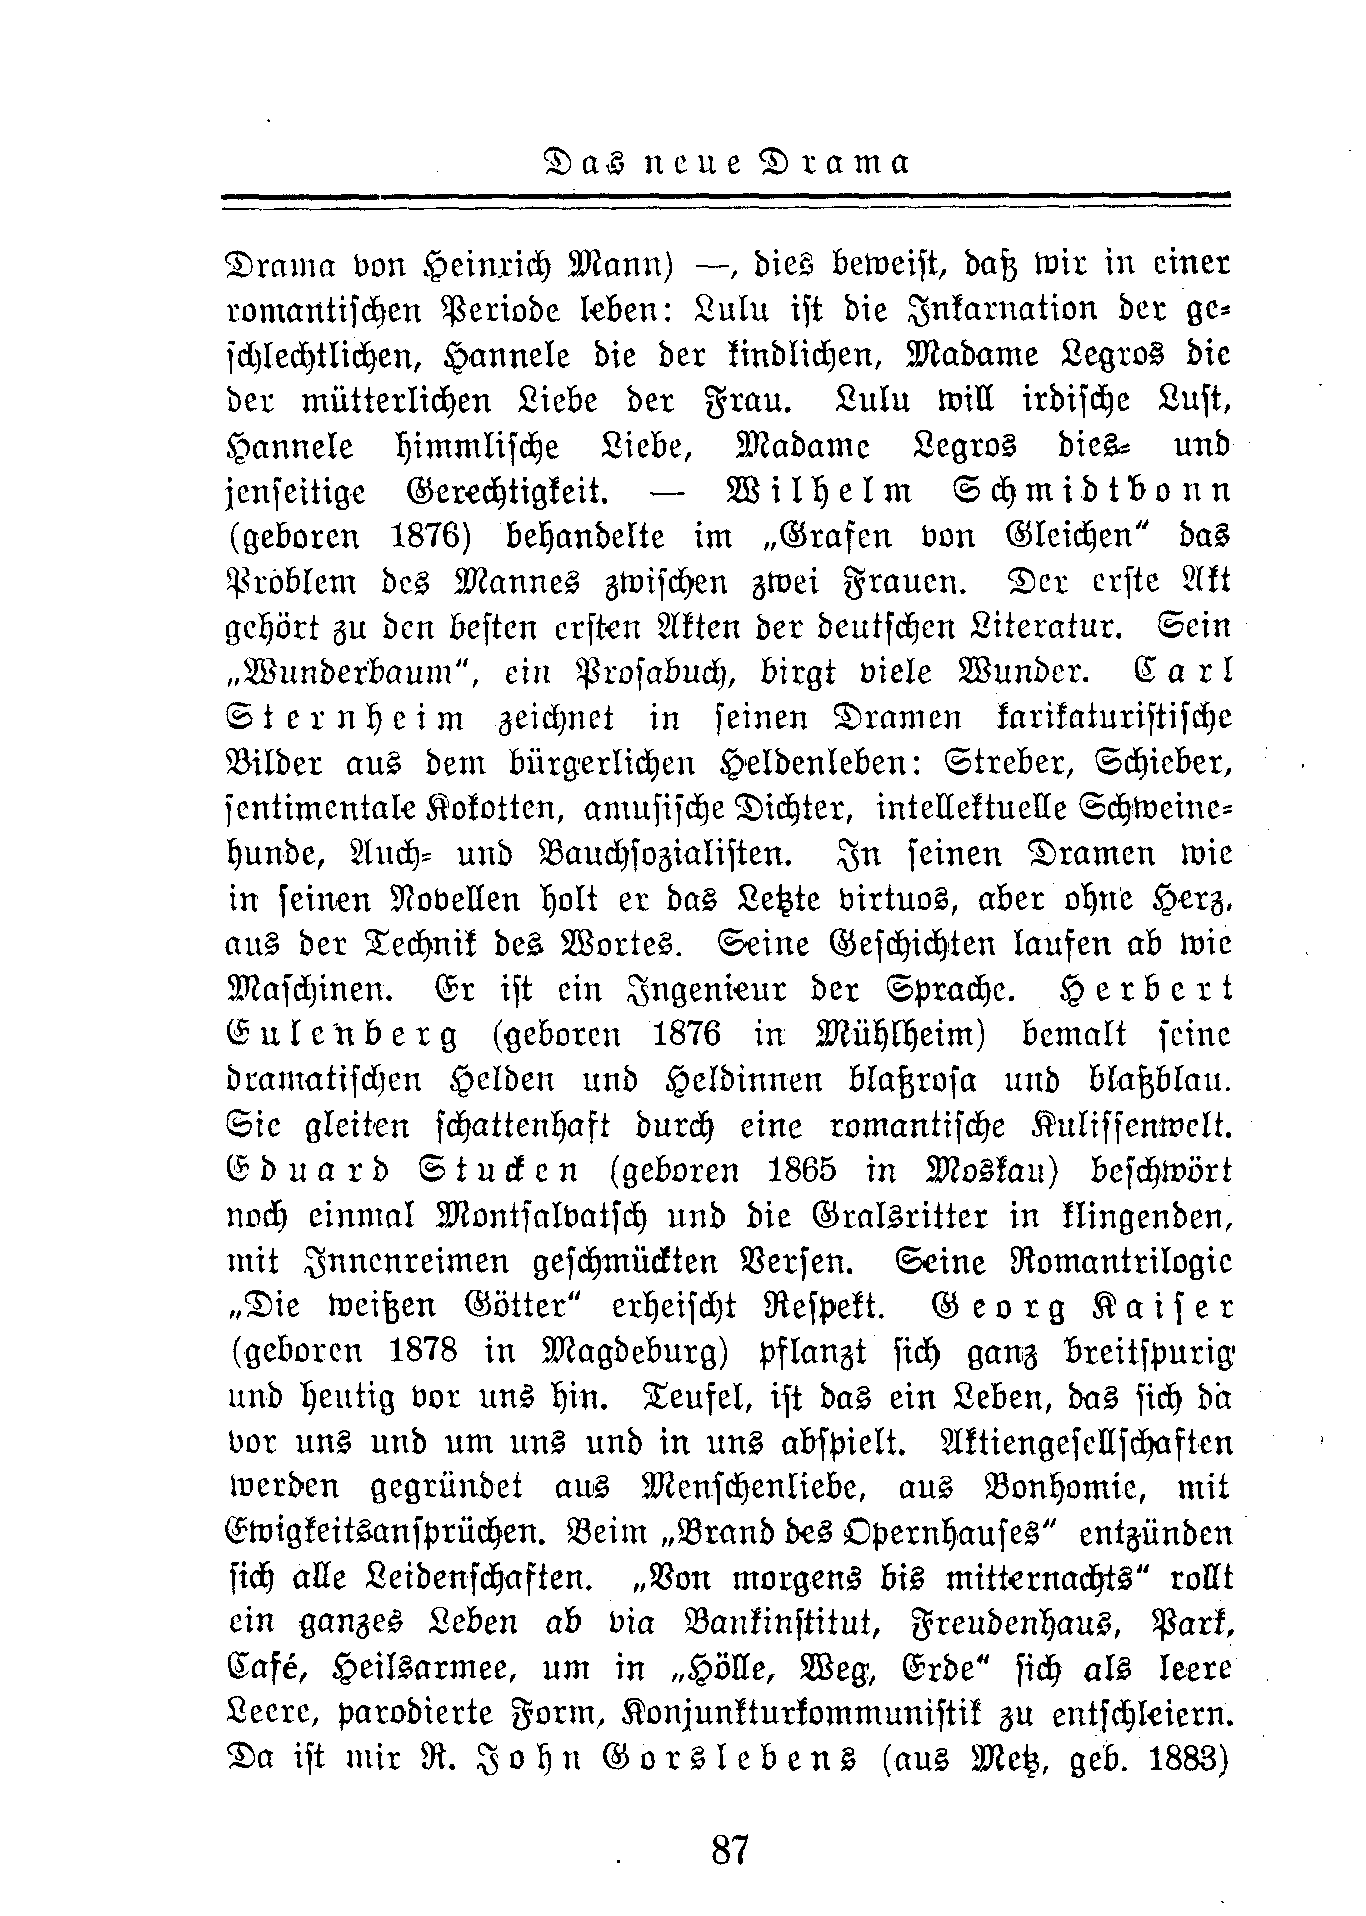 Das neue Drama
Drama von Heinrich Mann) —, dies beweist, daß wir in einer
romantischen Periode leben: Lulu ist die Inkarnation der ge-
schlechtlichen, Hannele die der kindlichen, Madame Legros die
der mütterlichen Liebe der Frau. Lulu will irdische Lust,
Hannele himmlische Liebe, Madame Legros dies- und
jenseitige Gerechtigkeit. — Wilhelm Schmidtbonn
(geboren 1876) behandelte im „Grafen von Gleichen“ das
Problem des Mannes zwischen zwei Frauen. Der erste Akt
gehört zu den besten ersten Akten der deutschen Literatur. Sein
„Wunderbaum“, ein Prosabuch, birgt viele Wunder. Carl
Sternheim zeichnet in seinen Dramen karikaturistische
Bilder aus dem bürgerlichen Heldenleben: Streber, Schieber,
sentimentale Kokotten, amusische Dichter, intellektuelle Schweine-
hunde, Auch- und Bauchsozialisten. In seinen Dramen wie
in seinen Novellen holt er das Letzte virtuos, aber ohne Herz,
aus der Technik des Wortes. Seine Geschichten laufen ab wie
Maschinen. Er ist ein Ingenieur der Sprache. Herbert
Eulenberg (geboren 1876 in Mühlheim) bemalt seine
dramatischen Helden und Heldinnen blaßrosa und blaßblau.
Sie gleiten schattenhaft durch eine romantische Kulissenwelt.
Eduard Stucken (geboren 1865 in Moskau) beschwört
noch einmal Montsalvatsch und die Gralsritter in klingenden,
mit Innenreimen geschmückten Versen. Seine Romantrilogie
„Die weißen Götter“ erheischt Respekt. Georg Kaiser
(geboren 1878 in Magdeburg) pflanzt sich ganz breitspurig
und heutig vor uns hin. Teufel, ist das ein Leben, das sich da
vor uns und um uns und in uns abspielt. Aktiengesellschaften
werden gegründet aus Menschenliebe, aus Bonhomie, mit
Ewigkeitsansprüchen. Beim „Brand des Opernhauses“ entzünden
sich alle Leidenschaften. „Von morgens bis mitternachts“ rollt
ein ganzes Leben ab via Bankinstitut, Freudenhaus, Park,
Café, Heilsarmee, um in „Hölle, Weg, Erde“ sich als leere
Leere, parodierte Form, Konjunkturkommunistik zu entschleiern.
Da ist mir R. John Gorslebens (aus Metz, geb. 1883)
87